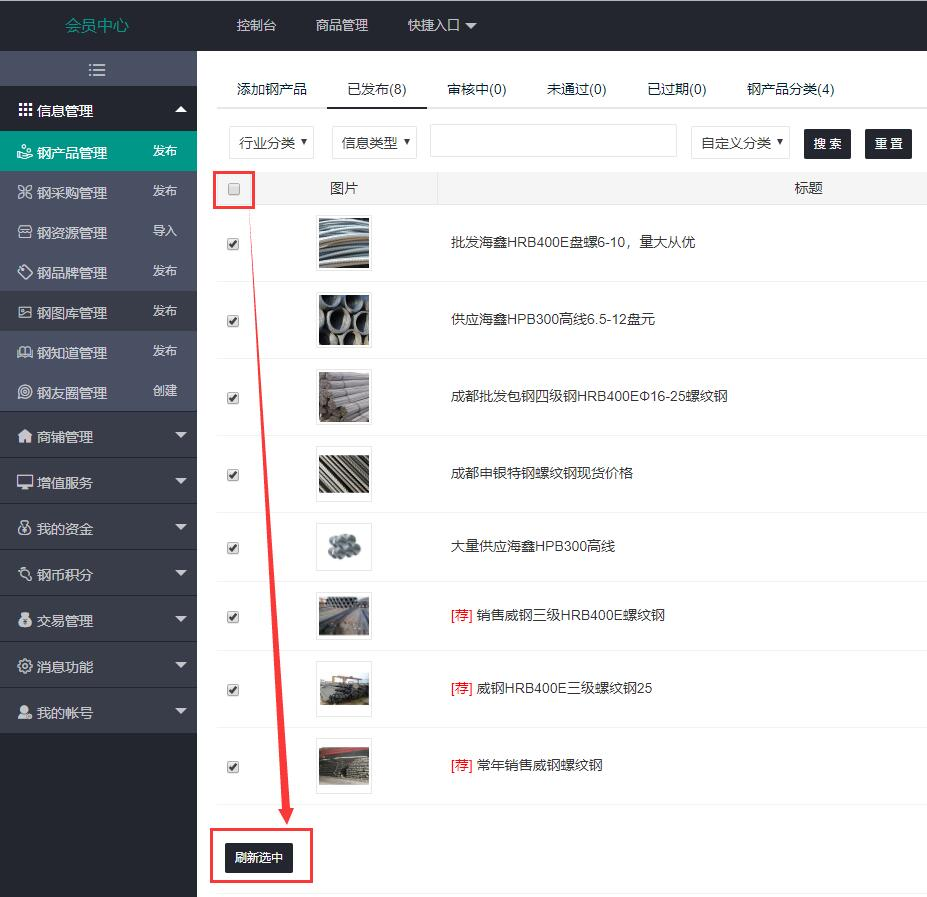 会员中心
控制台 商品管理 快捷入口
添加钢产品 已发布(8) 审核中(0) 未通过(0) 已过期(0) 钢产品分类(4)
行业分类 信息类型 自定义分类 搜索 重置
信息管理
钢产品管理 发布
钢采购管理 发布
钢资源管理 导入
钢品牌管理 发布
钢图库管理 发布
钢知道管理 发布
钢友圈管理 创建
商铺管理
增值服务
我的资金
钢币积分
交易管理
消息功能
我的帐号
图片 标题
批发海鑫HRB400E盘螺6-10，量大从优
供应海鑫HPB300高线6.5-12盘元
成都批发包钢四级钢HRB400EΦ16-25螺纹钢
成都申银特钢螺纹钢现货价格
大量供应海鑫HPB300高线
[荐] 销售威钢三级HRB400E螺纹钢
[荐] 威钢HRB400E三级螺纹钢25
[荐] 常年销售威钢螺纹钢
刷新选中